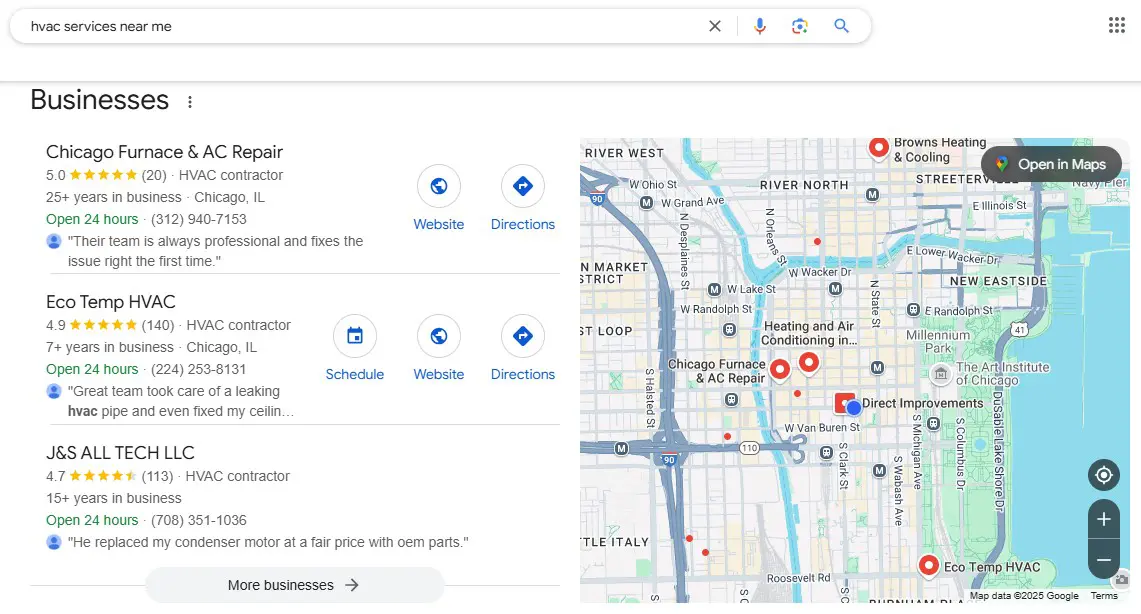 hvac services near me
Businesses
Chicago Furnace & AC Repair
5.0 (20) · HVAC contractor
25+ years in business · Chicago, IL
Open 24 hours · (312) 940-7153
"Their team is always professional and fixes the
issue right the first time."
Website
Directions
Eco Temp HVAC
4.9 (140) · HVAC contractor
7+ years in business · Chicago, IL
Open 24 hours · (224) 253-8131
"Great team took care of a leaking
hvac pipe and even fixed my ceilin…
Schedule
Website
Directions
J&S ALL TECH LLC
4.7 (113) · HVAC contractor
15+ years in business
Open 24 hours · (708) 351-1036
"He replaced my condenser motor at a fair price with oem parts."
More businesses
RIVER WEST
Browns Heating
& Cooling
Open in Maps
W Ohio St
RIVER NORTH
STREETERVILL
Navy Pier
90
M
W Grand Ave
M
E Illinois St
N Desplaines St
N Orleans St
E Lower Wacker Dr
N MARKET
STRICT
W Wacker Dr
NEW EASTSIDE
M
W Lake St
M
N State St
W Randolph St
E Randolph St
ST LOOP
Heating and Air
Conditioning in...
Millennium
Park
41
Chicago Furnace
& AC Repair
M
The Art Institute
of Chicago
S Halsted St
Direct Improvements
DuSable Lake Shore Dr
W Van Buren St
M
90
110
S Clark St
M
S Wabash Ave
S Michigan Ave
S Columbus Dr
TLE ITALY
Roosevelt Rd
Eco Temp HVAC
Map data ©2025 Google
Terms